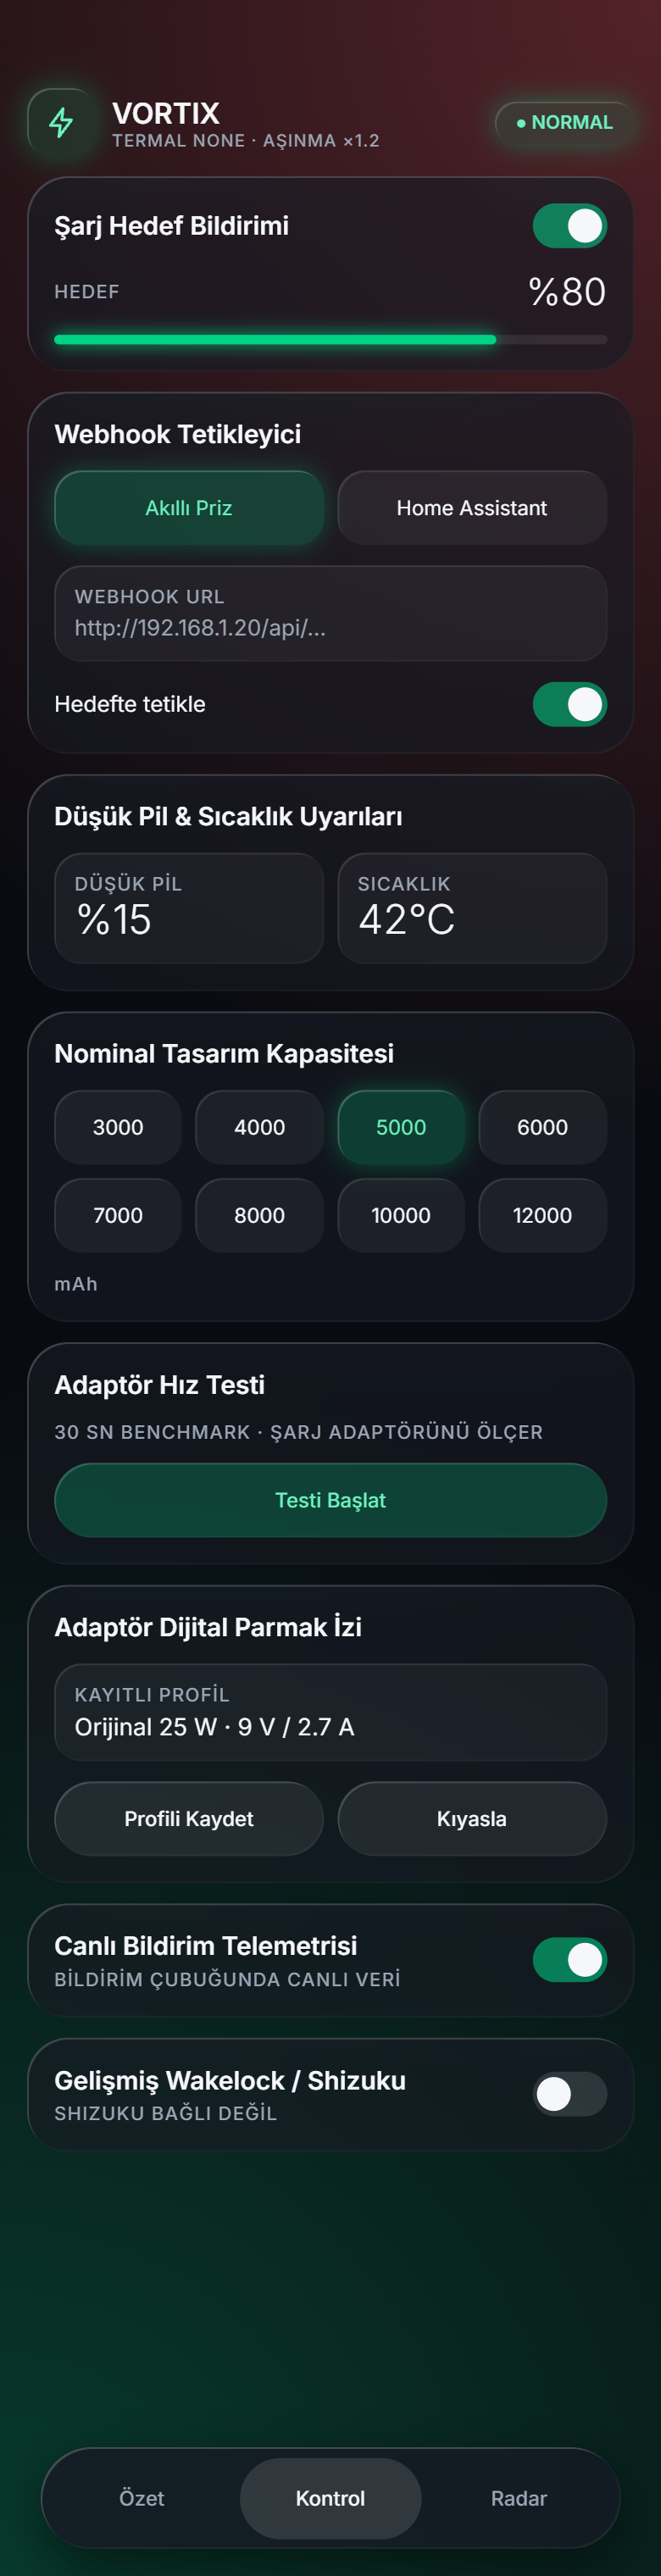 VORTIX
TERMAL NONE · AŞINMA ×1.2
● NORMAL
Şarj Hedef Bildirimi
HEDEF
%80
Webhook Tetikleyici
Akıllı Priz
Home Assistant
WEBHOOK URL
http://192.168.1.20/api/...
Hedefte tetikle
Düşük Pil & Sıcaklık Uyarıları
DÜŞÜK PİL
%15
SICAKLIK
42°C
Nominal Tasarım Kapasitesi
3000
4000
5000
6000
7000
8000
10000
12000
mAh
Adaptör Hız Testi
30 SN BENCHMARK · ŞARJ ADAPTÖRÜNÜ ÖLÇER
Testi Başlat
Adaptör Dijital Parmak İzi
KAYITLI PROFİL
Orijinal 25 W · 9 V / 2.7 A
Profili Kaydet
Kıyasla
Canlı Bildirim Telemetrisi
BİLDİRİM ÇUBUĞUNDA CANLI VERİ
Gelişmiş Wakelock / Shizuku
SHIZUKU BAĞLI DEĞİL
Özet
Kontrol
Radar